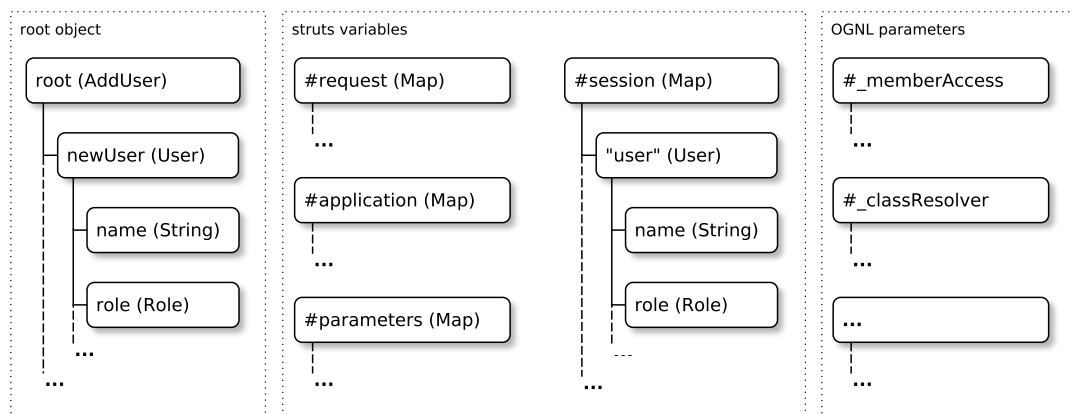 root object
root (AddUser)
newUser (User)
name (String)
role (Role)
...
...
struts variables
#request (Map)
...
#application (Map)
...
#parameters (Map)
...
#session (Map)
"user" (User)
name (String)
role (Role)
...
...
OGNL parameters
#_memberAccess
...
#_classResolver
...
...
...